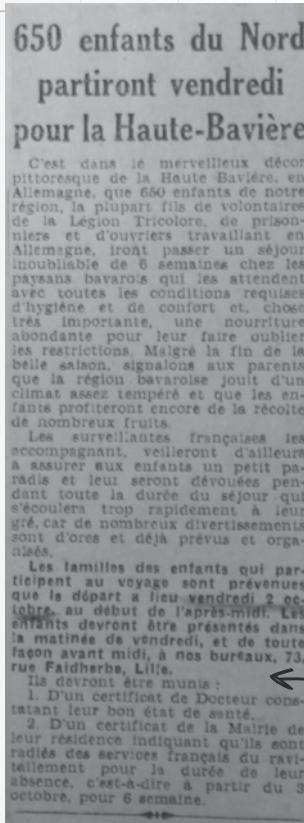 650 enfants du Nord
partiront vendredi
pour la Haute-Bavière
C'est dans le merveilleux décor
pittoresque de la Haute Bavière, en
Allemagne, que 650 enfants de notre
région, la plupart fils de volontaires
de la Légion Tricolore, de prison-
niers et d'ouvriers travaillant en
Allemagne, iront passer un séjour
inoubliable de 6 semaines chez les
paysans bavarois qui les attendent
avec toutes les conditions requises
d'hygiène et de confort et, chose
très importante, une nourriture
abondante pour leur faire oublier
les restrictions. Malgré la fin de la
belle saison, signalons aux parents
que la région bavaroise jouit d'un
climat assez tempéré et que les en-
fants profiteront encore de la récolte
de nombreux fruits.
Les surveillantes françaises les
accompagnant, veilleront d'ailleurs
à assurer aux enfants un petit pa-
radis et leur seront dévouées pen-
dant toute la durée du séjour qui
s'écoulera trop rapidement à leur
gré, car de nombreux divertissements
sont d'ores et déjà prévus et orga-
nisés.
Les familles des enfants qui par-
ticipent au voyage sont prévenues
que le départ a lieu vendredi 2 oc-
tobre, au début de l'après-midi. Les
enfants devront être présentés dans
la matinée de vendredi, et de toute
façon avant midi, à nos bureaux, 73,
rue Faidherbe, Lille.
Ils devront être munis :
1. D'un certificat de Docteur cons-
tatant leur bon état de santé.
2. D'un certificat de la Mairie de
leur résidence indiquant qu'ils sont
radiés des services français du ravi-
taillement pour la durée de leur
absence, c'est-à-dire à partir du 3
octobre, pour 6 semaine.